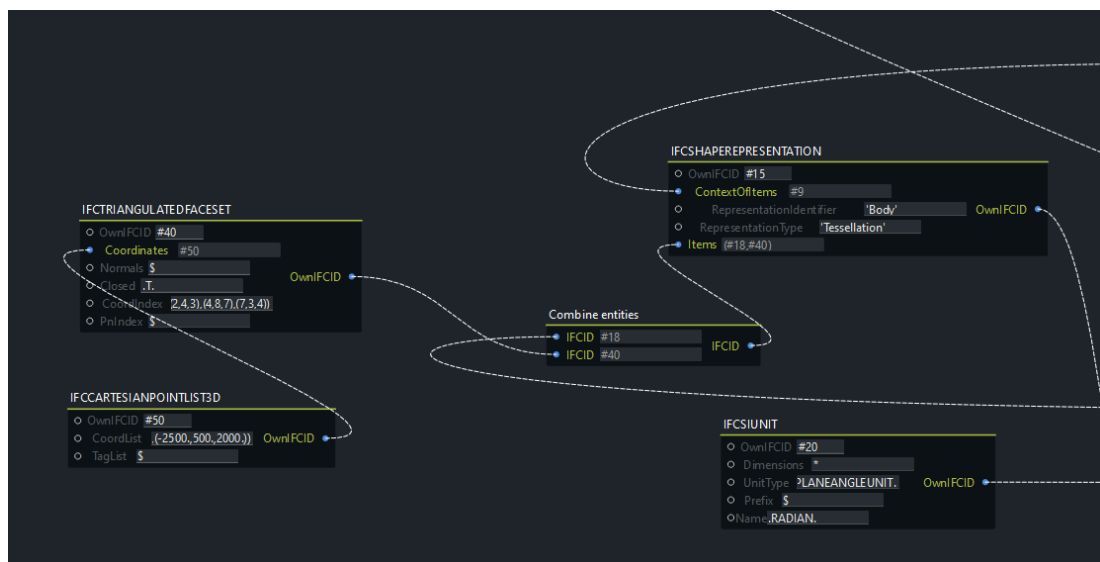 IFCSHAPEREPRESENTATION
OwnIFCID #15
ContextOfItems #9
RepresentationIdentifier 'Body' OwnIFCID
RepresentationType 'Tessellation'
Items (#18,#40)
IFCTRIANGULATEDFACESET
OwnIFCID #40
Coordinates #50
Normals $
Closed .T.
OwnIFCID
CoordIndex 2,4,3),(4,8,7),(7,3,4))
PnIndex $
Combine entities
IFCID #18
IFCID #40
IFCID
IFCCARTESIANPOINTLIST3D
OwnIFCID #50
CoordList ,(-2500.,500.,2000.)) OwnIFCID
TagList $
IFCSIUNIT
OwnIFCID #20
Dimensions *
UnitType PLANEANGLEUNIT. OwnIFCID
Prefix $
Name .RADIAN.